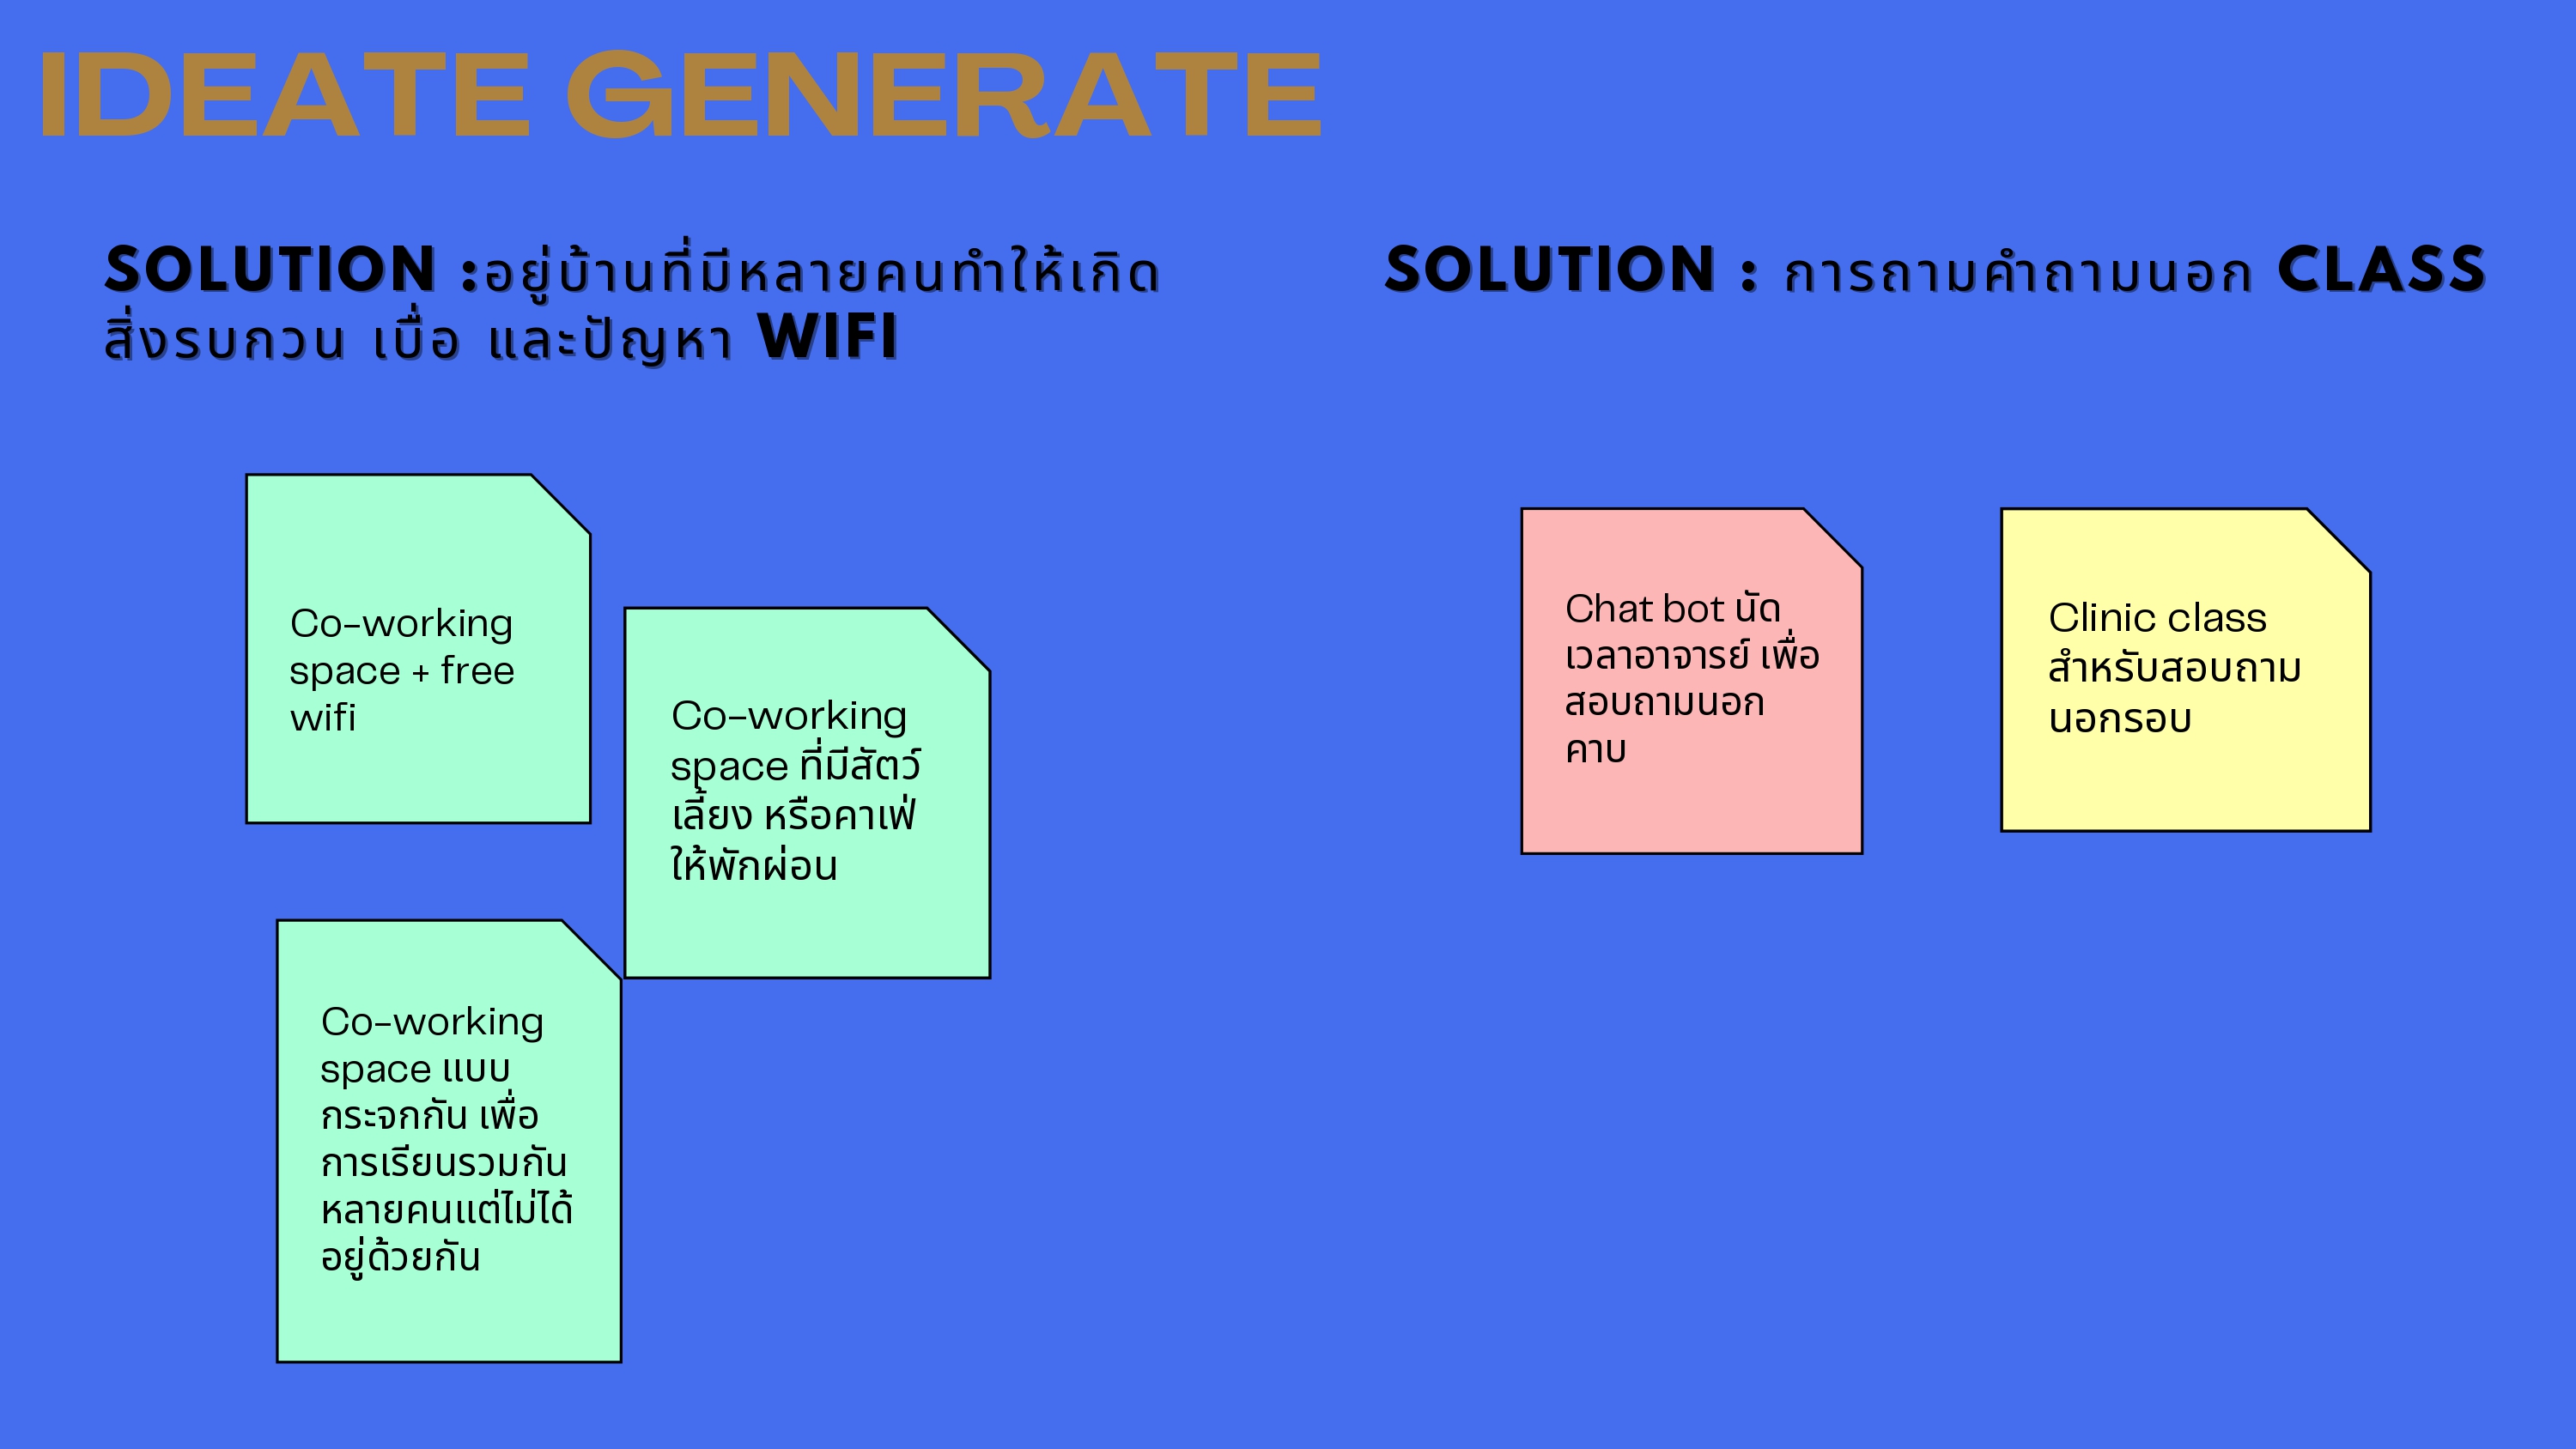 IDEATE GENERATE
SOLUTION :อยู่บ้านที่มีหลายคนทำให้เกิด
สิ่งรบกวน เบื่อ และปัญหา WIFI
Co-working
space + free
wifi
Co-working
space ที่มีสัตว์
เลี้ยง หรือคาเฟ่
ให้พักผ่อน
Co-working
space แบบ
กระจกกัน เพื่อ
การเรียนรวมกัน
หลายคนแต่ไม่ได้
อยู่ด้วยกัน
SOLUTION : การถามคำถามนอก CLASS
Chat bot นัด
เวลาอาจารย์ เพื่อ
สอบถามนอก
คาบ
Clinic class
สำหรับสอบถาม
นอกรอบ